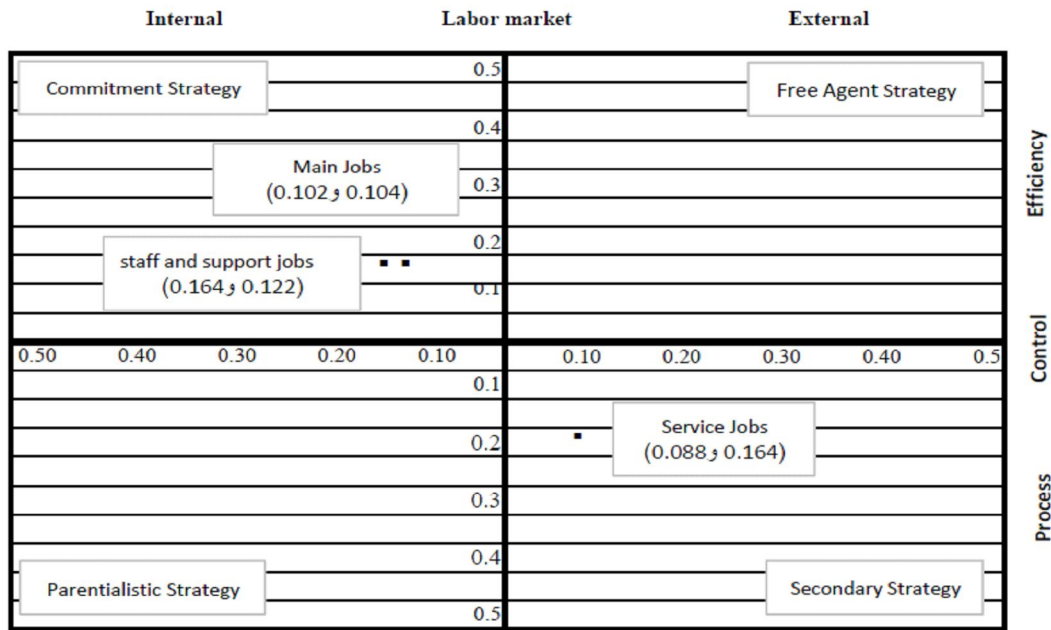 Internal Labor market External
0.5
Commitment Strategy Free Agent Strategy
0.4
Main Jobs
(0.102 و 0.104) 0.3
0.2
staff and support jobs
(0.164 و 0.122) 0.1
0.50 0.40 0.30 0.20 0.10 0.10 0.20 0.30 0.40 0.5
0.1
Service Jobs
0.2 (0.088 و 0.164)
0.3
0.4
Parentialistic Strategy Secondary Strategy
0.5
Efficiency
Control
Process